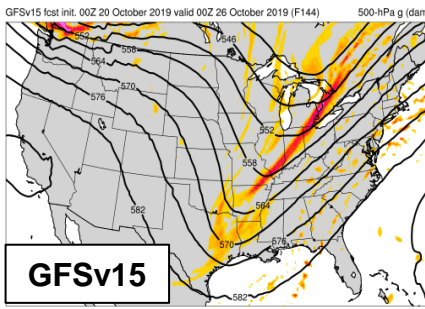 GFSv15 fcst init. 00Z 20 October 2019 valid 00Z 26 October 2019 (F144) 500-hPa g (dam
552 558 546
564
576 570
552
558
582 564
570 576
582
GFSv15